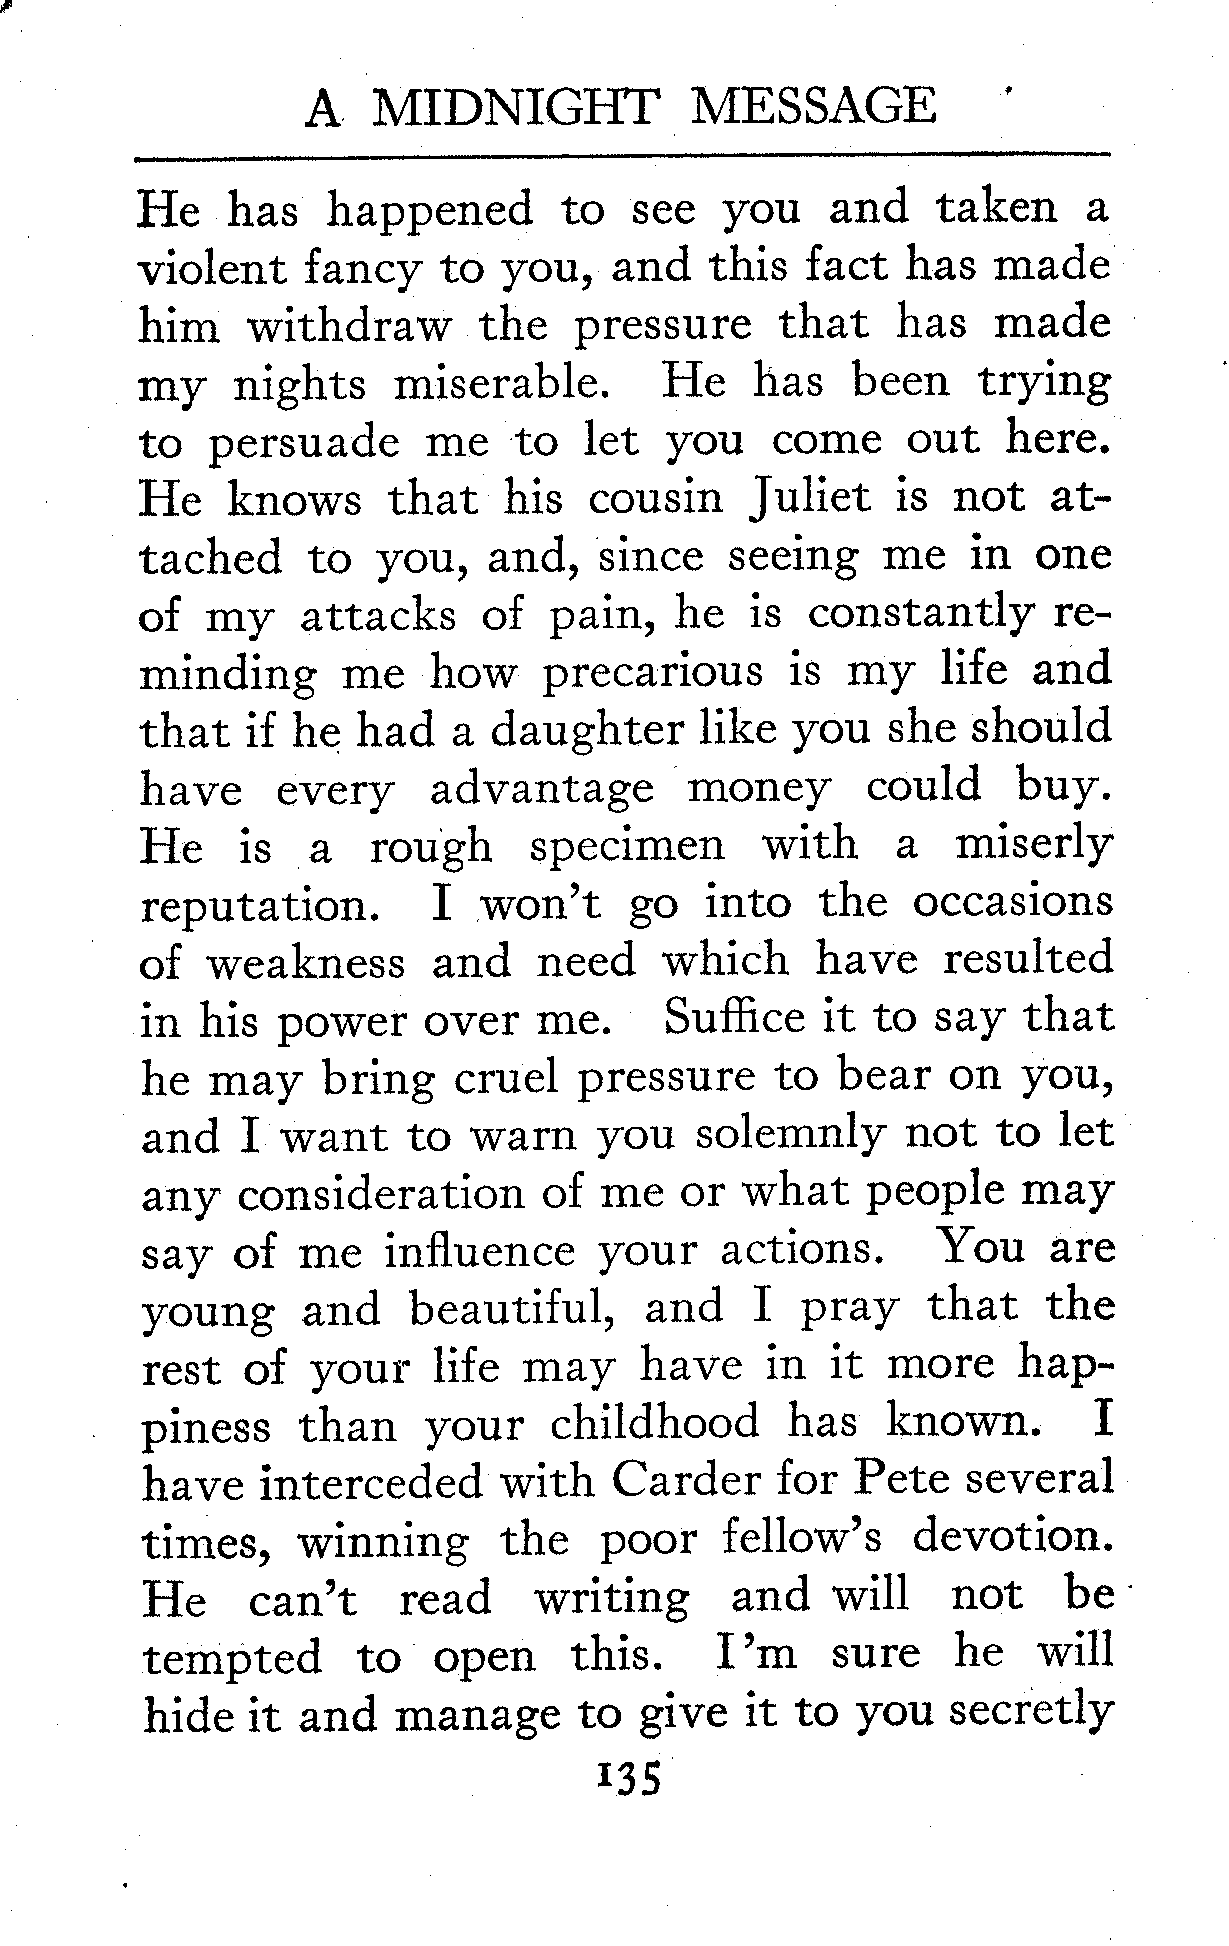 A MIDNIGHT MESSAGE
He has happened to see you and taken a
violent fancy to you, and this fact has made
him withdraw the pressure that has made
my nights miserable. He has been trying
to persuade me to let you come out here.
He knows that his cousin Juliet is not at-
tached to you, and, since seeing me in one
of my attacks of pain, he is constantly re-
minding me how precarious is my life and
that if he had a daughter like you she should
have every advantage money could buy.
He is a rough specimen with a miserly
reputation. I won't go into the occasions
of weakness and need which have resulted
in his power over me. Suffice it to say that
he may bring cruel pressure to bear on you,
and I want to warn you solemnly not to let
any consideration of me or what people may
say of me influence your actions. You are
young and beautiful, and I pray that the
rest of your life may have in it more hap-
piness than your childhood has known. I
have interceded with Carder for Pete several
times, winning the poor fellow's devotion.
He can't read writing and will not be
tempted to open this. I'm sure he will
hide it and manage to give it to you secretly
135